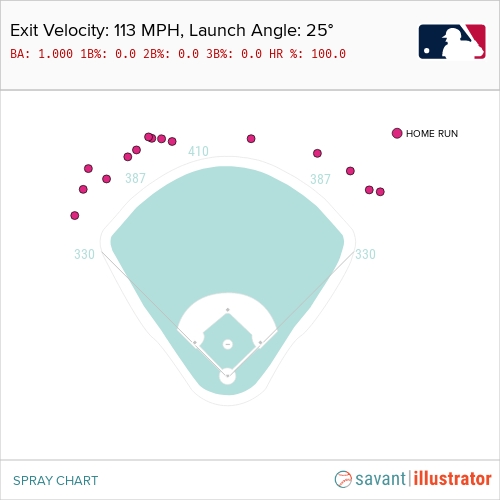 Exit Velocity: 113 MPH, Launch Angle: 25°
BA: 1.000 1B%: 0.0 2B%: 0.0 3B%: 0.0 HR %: 100.0
HOME RUN
410
387
387
330
330
SPRAY CHART
savant|illustrator